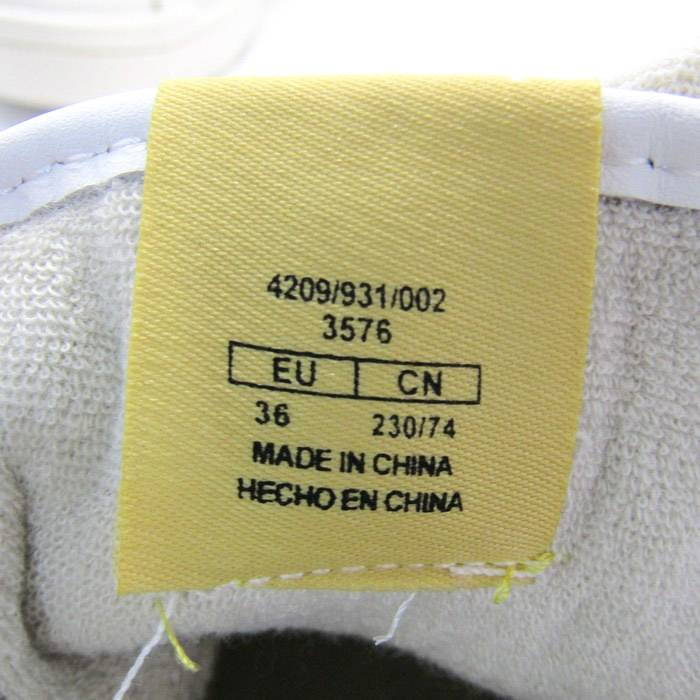 4209/931/002
3576
EU CN
36 230/74
MADE IN CHINA
HECHO EN CHINA